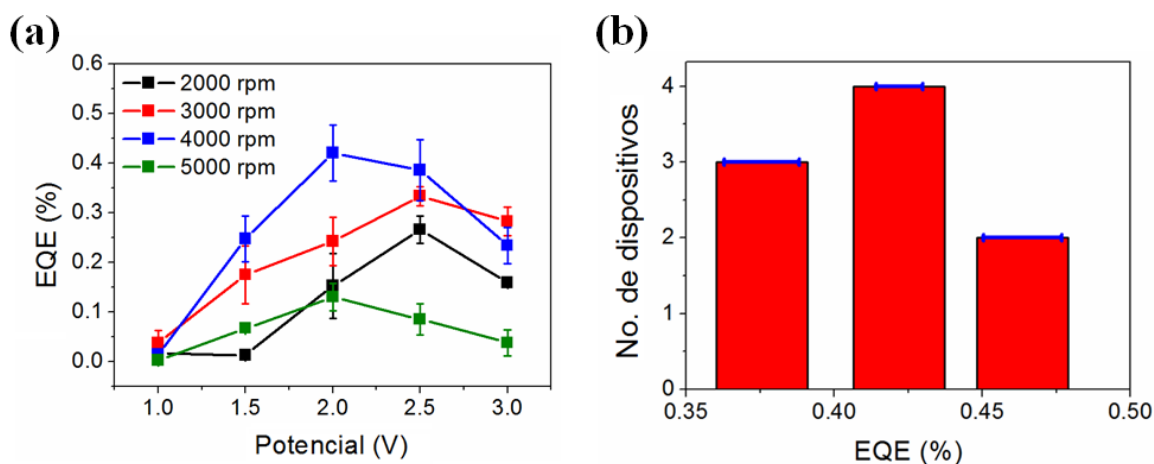 (a)
EQE (%)
0.6
0.5
0.4
0.3
0.2
0.1
0.0
2000 rpm
3000 rpm
4000 rpm
5000 rpm
1.0 1.5 2.0 2.5 3.0
Potencial (V)
(b)
No. de dispositivos
4
3
2
1
0
0.35 0.40 0.45 0.50
EQE (%)